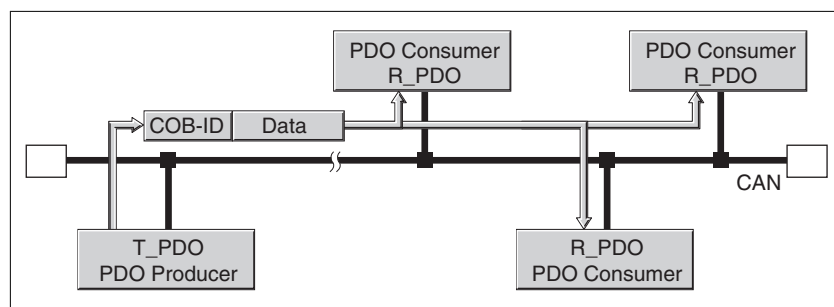 PDO Consumer
R_PDO
PDO Consumer
R_PDO
COB-ID
Data
CAN
T_PDO
PDO Producer
R_PDO
PDO Consumer